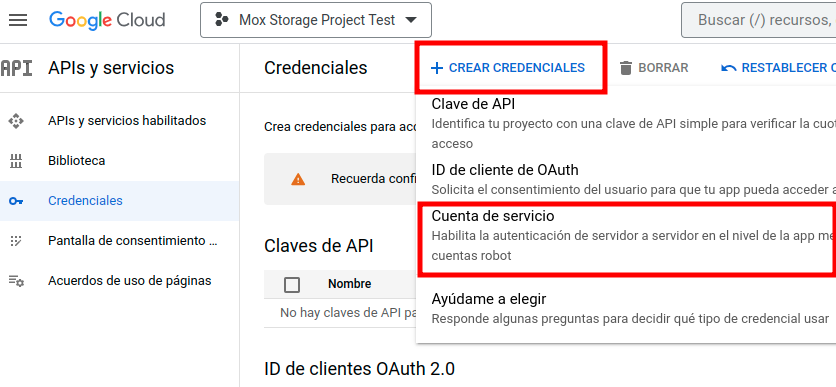 Google Cloud
Mox Storage Project Test
Buscar (/) recursos,
API
APIs y servicios
Credenciales
+ CREAR CREDENCIALES
BORRAR
RESTABLECER
APIs y servicios habilitados
Biblioteca
Credenciales
Pantalla de consentimiento ...
Acuerdos de uso de páginas
Crea credenciales para
Recuerda
Claves de API
Nombre
No hay claves de API
ID de clientes OAuth 2.0
Clave de API
Identifica tu proyecto con una clave de API simple para verificar la
acceso
ID de cliente de OAuth
Solicita el consentimiento del usuario para que tu app pueda acceder a
Cuenta de servicio
Habilita la autenticación de servidor a servidor en el nivel de la app
cuentas robot
Ayúdame a elegir
Responde algunas preguntas para decidir qué tipo de credencial usar